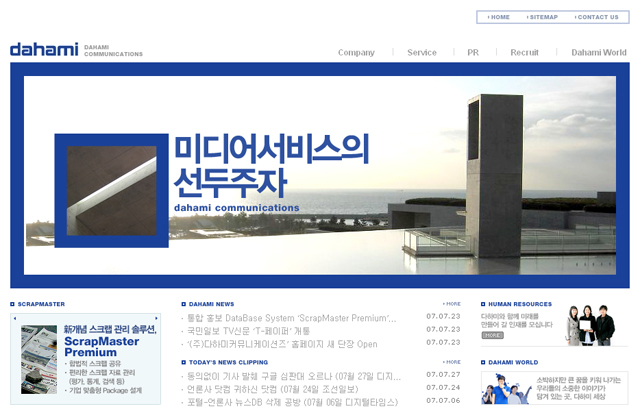 HOME SITEMAP CONTACT US
dahami DAHAMI COMMUNICATIONS
Company Service PR Recruit Dahami World
미디어서비스의
선두주자
dahami communications
SCRAPMASTER
新개념 스크랩 관리 솔루션,
ScrapMaster
Premium
합법적 스크랩 공유
편리한 스크랩 자료 관리
(평가, 통계, 검색 등)
기업 맞춤형 Package 설계
DAHAMI NEWS MORE
통합 홍보 DataBase System 'ScrapMaster Premium'... 07.07.23
국민일보 TV신문 'T-페이퍼' 개통 07.07.23
'(주)다하미커뮤니케이션즈' 홈페이지 새 단장 Open 07.07.23
TODAY'S NEWS CLIPPING MORE
동의없이 기사 발췌 구글 심판대 오르나 (07월 27일 디지... 07.07.27
언론사 닷컴 귀하신 닷컴 (07월 24일 조선일보) 07.07.24
포털-언론사 뉴스DB 삭제 공방 (07월 06일 디지털타임스) 07.07.06
HUMAN RESOURCES
다하미와 함께 미래를
만들어 갈 인재를 모십니다
MORE
DAHAMI WORLD
소박하지만 큰 꿈을 키워 나가는
우리들의 소중한 이야기가
담겨 있는 곳, 다하미 세상